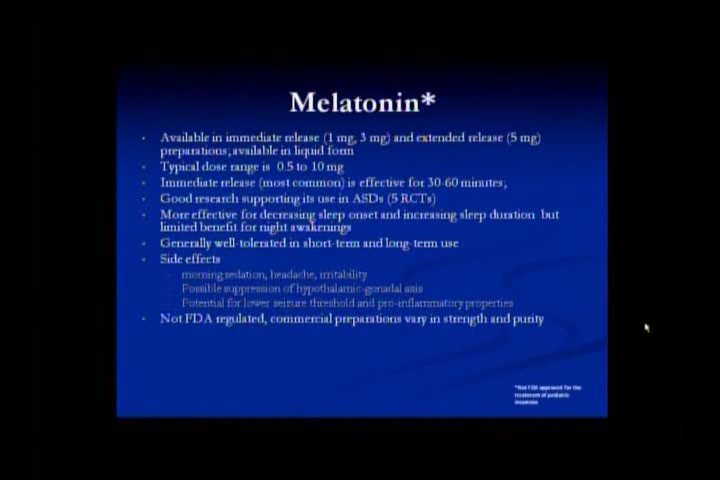 Melatonin*
Available in immediate release (1 mg, 3 mg) and extended release (5 mg)
preparations; available in liquid form
Typical dose range is 0.5 to 10 mg
Immediate release (most common) is effective for 30-60 minutes,
Good research supporting its use in ASDs (5 RCTs)
More effective for decreasing sleep onset and increasing sleep duration but
limited benefit for night awakenings
Generally well-tolerated in short-term and long-term use
Side effects
morning sedation, headache, irritability
Possible suppression of hypothalamic-gonadal axis
Potential for lower seizure threshold and pro-inflammatory properties
Not FDA regulated, commercial preparations vary in strength and purity
*Not FDA approved for the
treatment of pediatric
insomnia